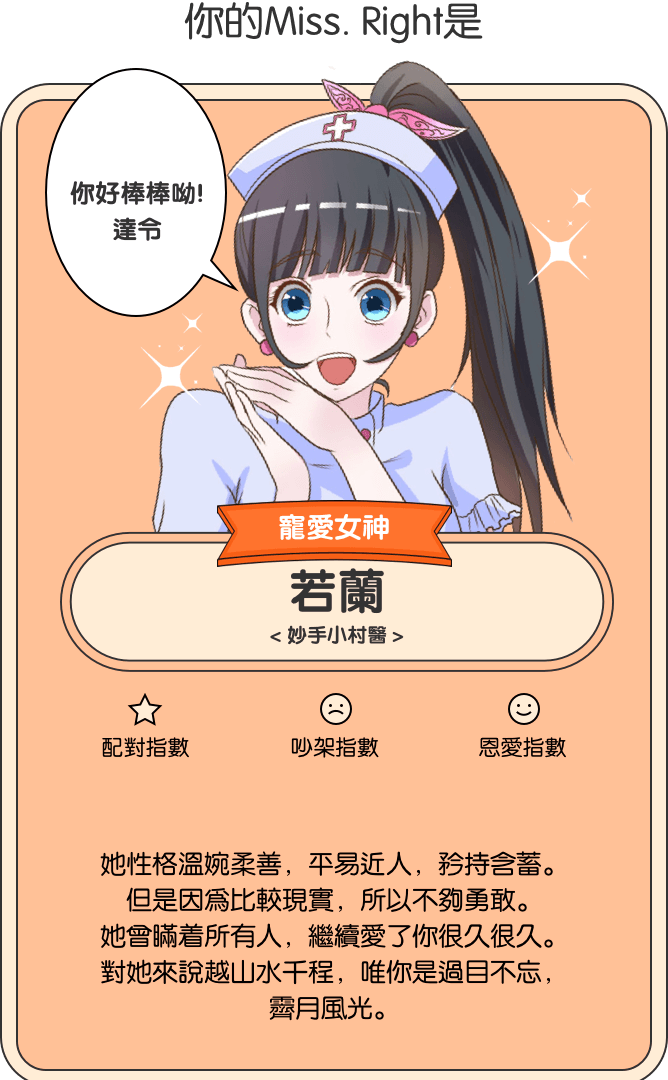 你的Miss. Right是
你好棒棒呦!
達令
寵愛女神
若蘭
< 妙手小村醫 >
配對指數
吵架指數
恩愛指數
她性格溫婉柔善，平易近人，矜持含蓄。
但是因為比較現實，所以不夠勇敢。
她曾瞞着所有人，繼續愛了你很久很久。
對她來說越山水千程，唯你是過目不忘，
霽月風光。